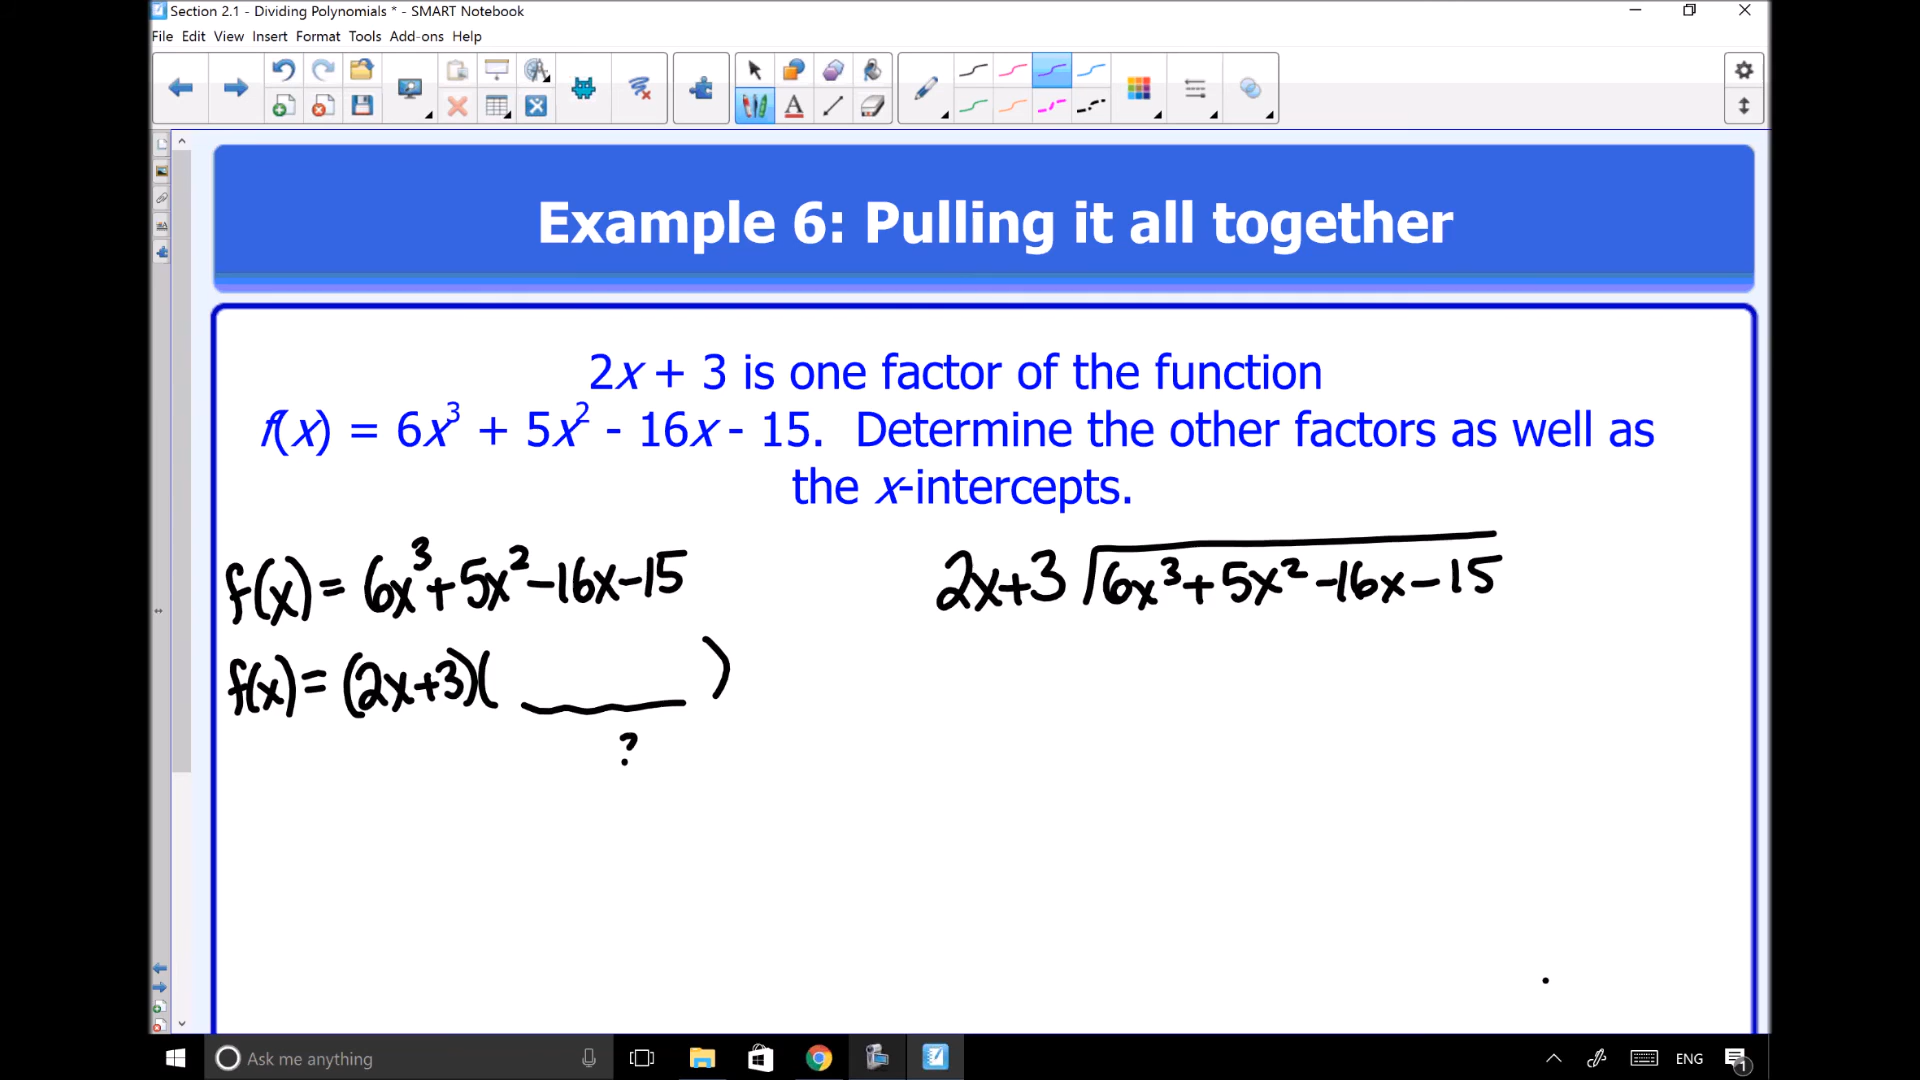 Section 2.1 - Dividing Polynomials * - SMART Notebook
File Edit View Insert Format Tools Add-ons Help
Example 6: Pulling it all together
2x + 3 is one factor of the function
f(x) = 6x³ + 5x² - 16x - 15. Determine the other factors as well as
the x-intercepts.
f(x) = 6x³+5x²-16x-15
2x+3 √6x³+5x²-16x-15
f(x) = (2x+3)( ______ )
?
Ask me anything
ENG
1